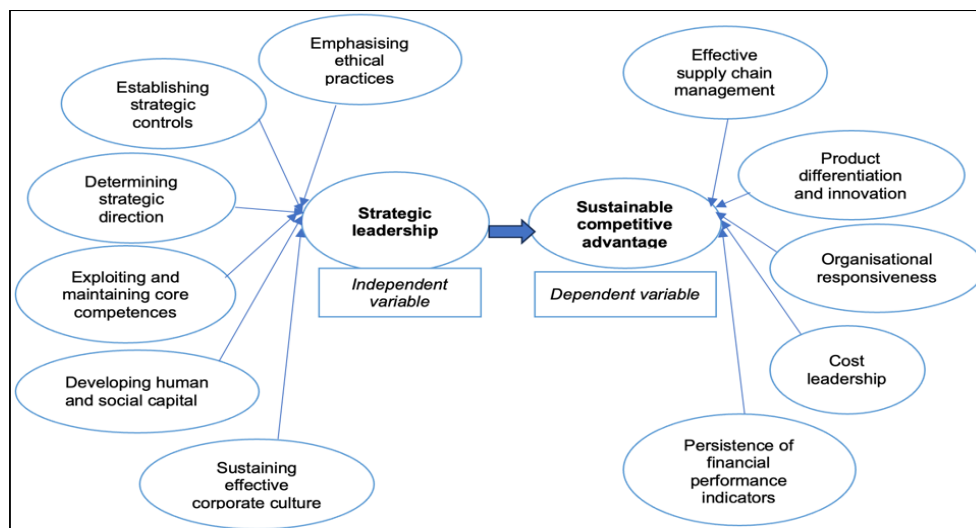 Emphasising
ethical
practices
Establishing
strategic
controls
Determining
strategic
direction
Exploiting and
maintaining core
competences
Developing human
and social capital
Sustaining
effective
corporate culture
Strategic
leadership
Independent
variable
Sustainable
competitive
advantage
Dependent variable
Effective
supply chain
management
Product
differentiation
and innovation
Organisational
responsiveness
Cost
leadership
Persistence of
financial
performance
indicators